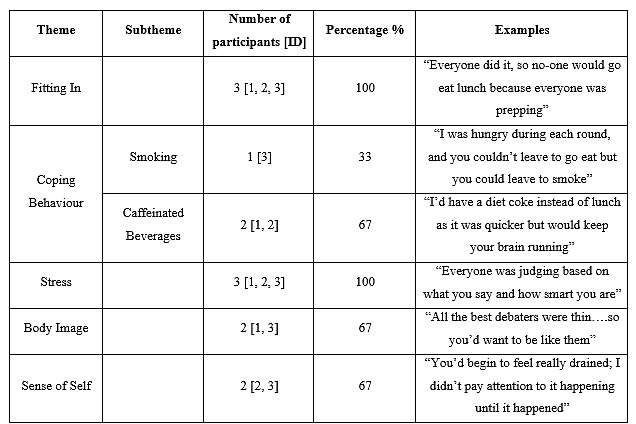 Theme
Subtheme
Number of
participants [ID]
Percentage %
Examples
Fitting In
3 [1, 2, 3]
100
“Everyone did it, so no-one would go
eat lunch because everyone was
prepping”
Coping
Behaviour
Smoking
1 [3]
33
“I was hungry during each round,
and you couldn’t leave to go eat but
you could leave to smoke”
Caffeinated
Beverages
2 [1, 2]
67
“I’d have a diet coke instead of lunch
as it was quicker but would keep
your brain running”
Stress
3 [1, 2, 3]
100
“Everyone was judging based on
what you say and how smart you are”
Body Image
2 [1, 3]
67
“All the best debaters were thin….so
you’d want to be like them”
Sense of Self
2 [2, 3]
67
“You’d begin to feel really drained; I
didn’t pay attention to it happening
until it happened”